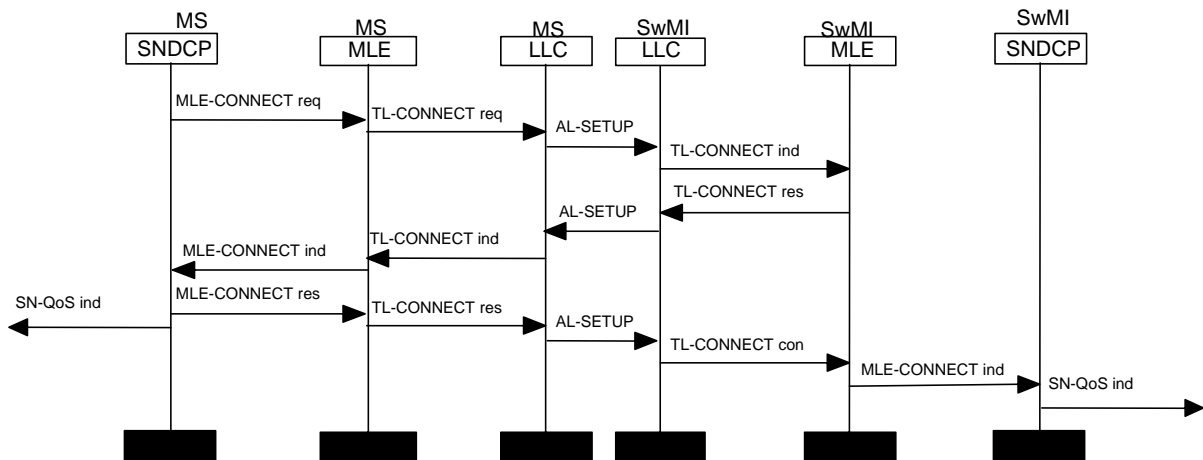 MS
MS
MS
SwMI
SwMI
SwMI
SNDCP
MLE
LLC
LLC
MLE
SNDCP
MLE-CONNECT req
TL-CONNECT req
AL-SETUP
TL-CONNECT ind
TL-CONNECT res
AL-SETUP
TL-CONNECT ind
MLE-CONNECT ind
MLE-CONNECT res
SN-QoS ind
TL-CONNECT res
AL-SETUP
TL-CONNECT con
MLE-CONNECT ind
SN-QoS ind